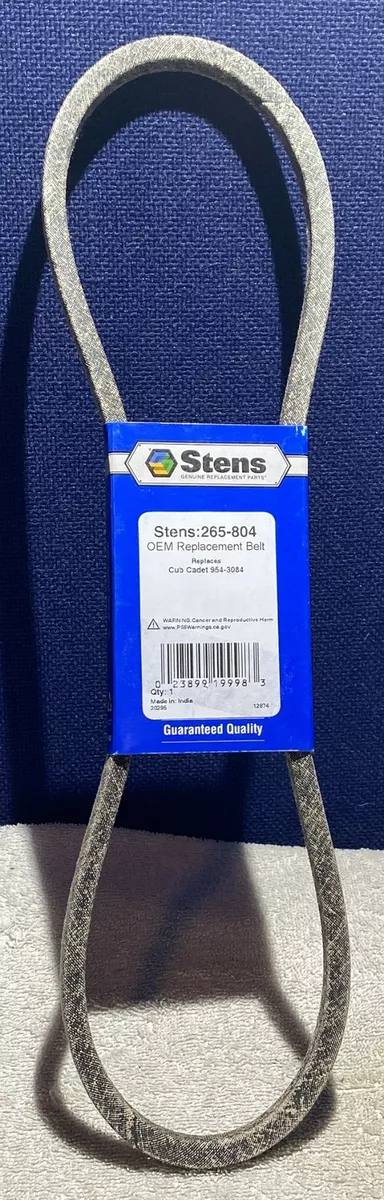 Stens
GENUINE REPLACEMENT PARTS
Stens:265-804
OEM Replacement Belt
Replaces
Cub Cadet 954-3084
WARNING:Cancer and Reproductive Harm
www.P65Warnings.ca.gov
0 23899 19998 3
Qty: 1
Made in: India
20295 12874
Guaranteed Quality